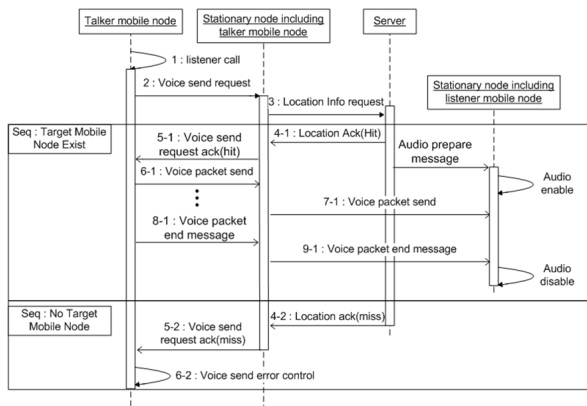 Talker mobile node
Stationary node including
talker mobile node
Server
1 : listener call
2 : Voice send request
3 : Location Info request
Stationary node including
listener mobile node
Seq : Target Mobile
Node Exist
4-1 : Location Ack(Hit)
5-1 : Voice send
request ack(hit)
Audio prepare
message
6-1 : Voice packet send
Audio
enable
7-1 : Voice packet send
8-1 : Voice packet
end message
9-1 : Voice packet end message
Audio
disable
Seq : No Target
Mobile Node
4-2 : Location ack(miss)
5-2 : Voice send
request ack(miss)
6-2 : Voice send error control